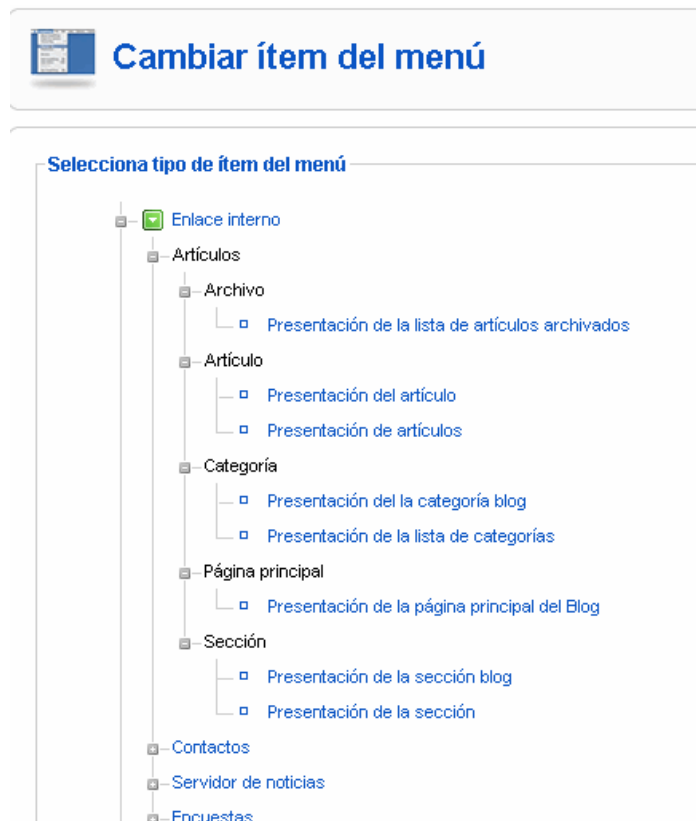 Cambiar ítem del menú
Selecciona tipo de ítem del menú
Enlace interno
Artículos
Archivo
Presentación de la lista de artículos archivados
Artículo
Presentación del artículo
Presentación de artículos
Categoría
Presentación del la categoría blog
Presentación de la lista de categorías
Página principal
Presentación de la página principal del Blog
Sección
Presentación de la sección blog
Presentación de la sección
Contactos
Servidor de noticias
Encuestas